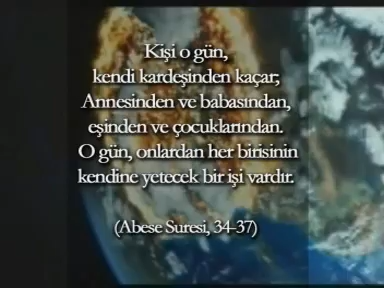 Kişi o gün,
kendi kardeşinden kaçar;
Annesinden ve babasından,
eşinden ve çocuklarından.
O gün, onlardan her birisinin
kendine yetecek bir işi vardır.
(Abese Suresi, 34-37)